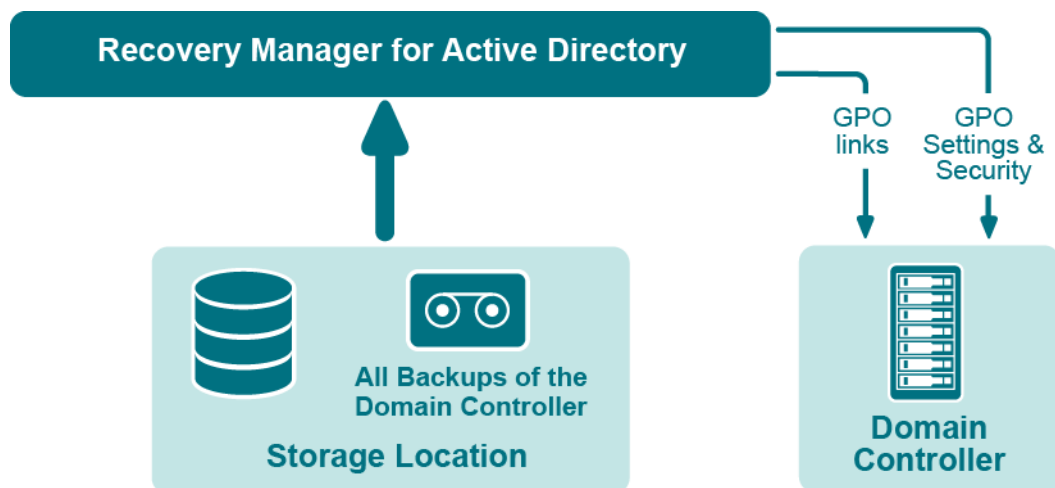 Recovery Manager for Active Directory
GPO
links
GPO
Settings &
Security
All Backups of the
Domain Controller
Storage Location
Domain
Controller